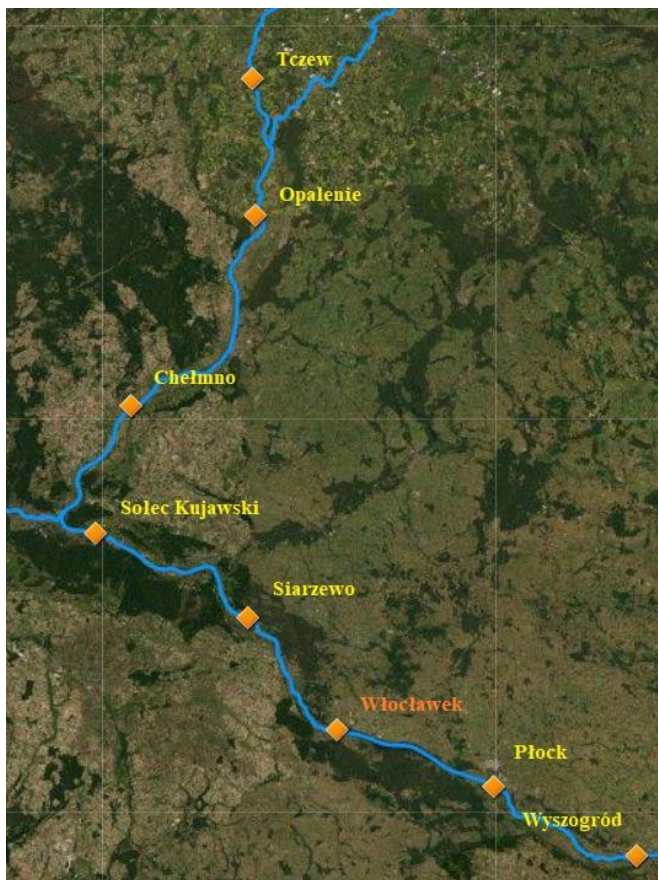 Tczew
Opalenie
Chełmno
Solec Kujawski
Siarzewo
Włocławek
Płock
Wyszogród